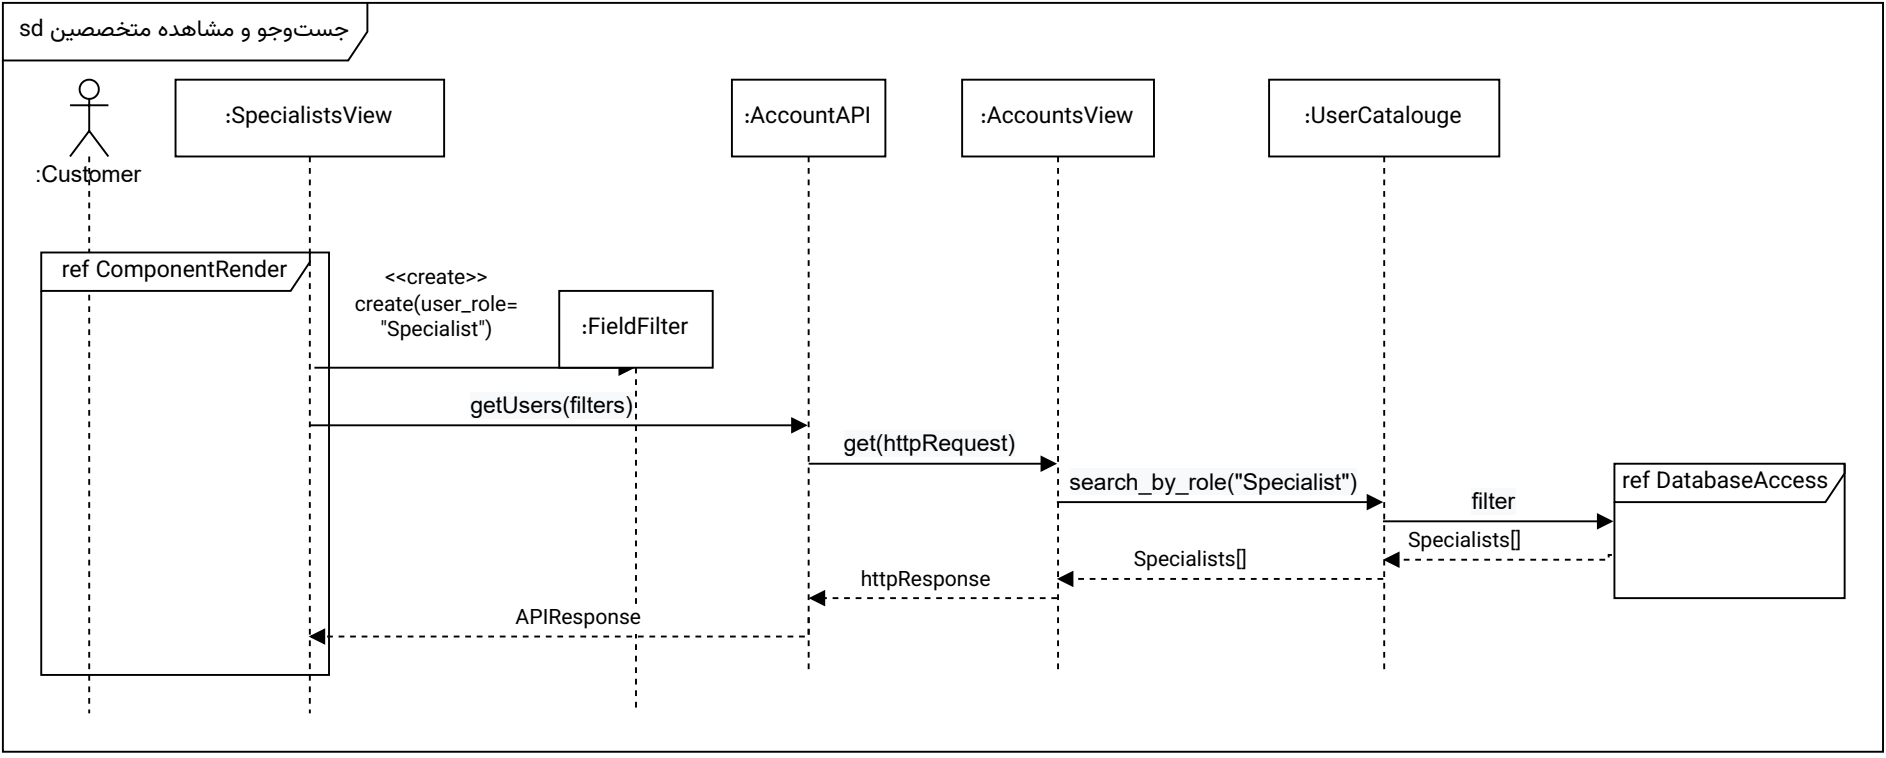 sd جست‌وجو و مشاهده متخصصین
:Customer
:SpecialistsView
:AccountAPI
:AccountsView
:UserCatalouge
ref ComponentRender
<<create>>
create(user_role=
"Specialist")
:FieldFilter
getUsers(filters)
get(httpRequest)
search_by_role("Specialist")
filter
ref DatabaseAccess
Specialists[]
Specialists[]
httpResponse
APIResponse